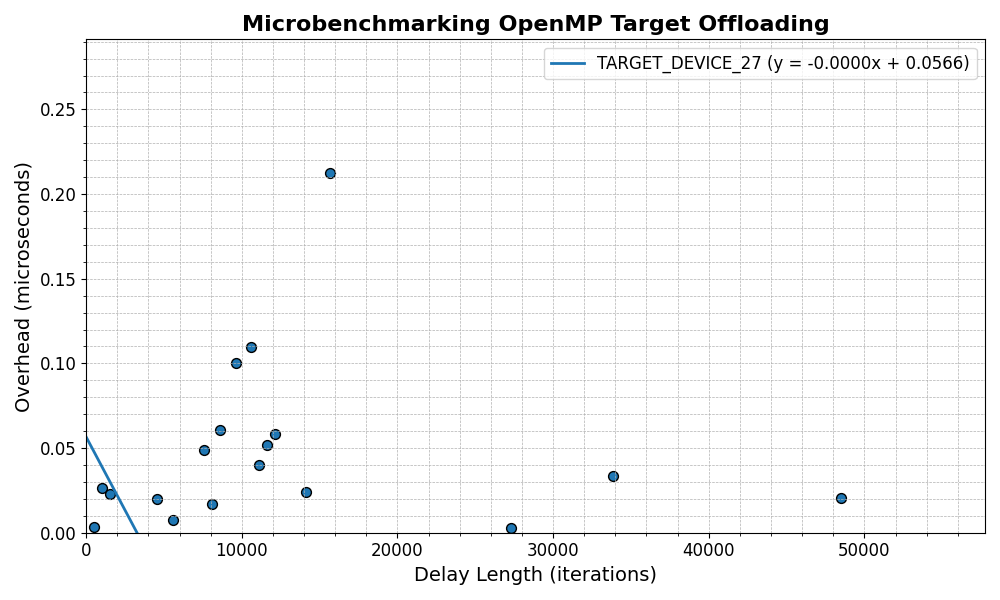 Microbenchmarking OpenMP Target Offloading
TARGET_DEVICE_27 (y = -0.0000x + 0.0566)
Overhead (microseconds)
0.25
0.20
0.15
0.10
0.05
0.00
0 10000 20000 30000 40000 50000
Delay Length (iterations)